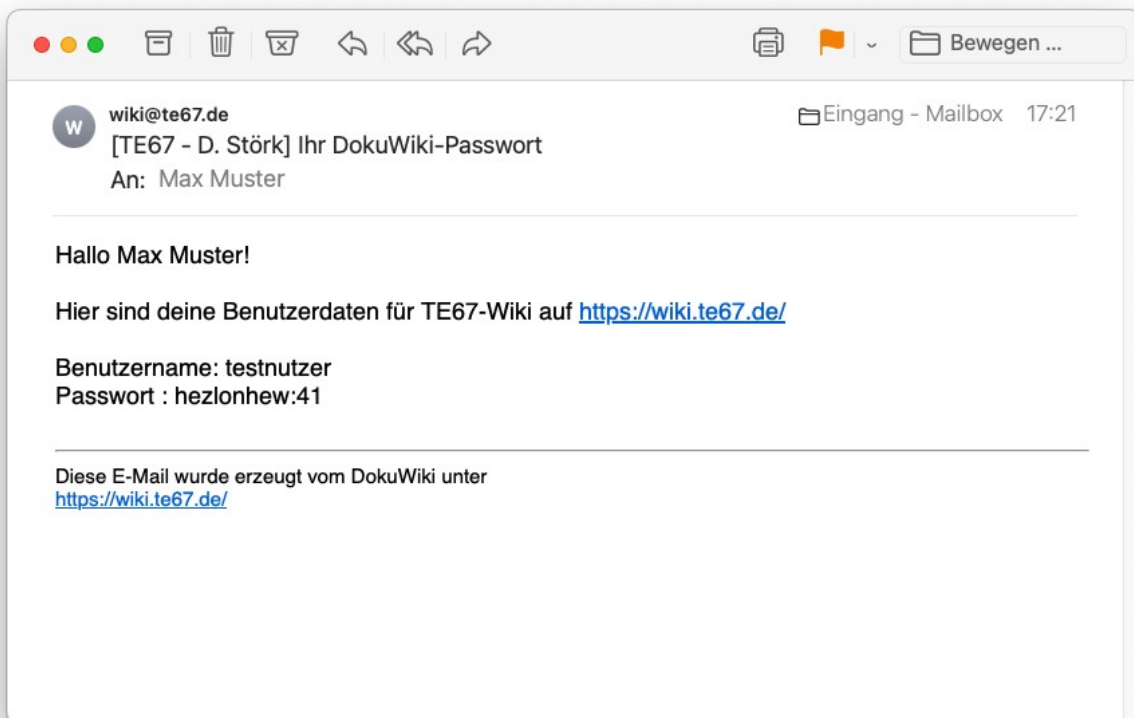 Bewegen ...
W
wiki@te67.de
Eingang - Mailbox 17:21
[TE67 - D. Störk] Ihr DokuWiki-Passwort
An: Max Muster
Hallo Max Muster!
Hier sind deine Benutzerdaten für TE67-Wiki auf https://wiki.te67.de/
Benutzername: testnutzer
Passwort : hezlonhew:41
Diese E-Mail wurde erzeugt vom DokuWiki unter
https://wiki.te67.de/